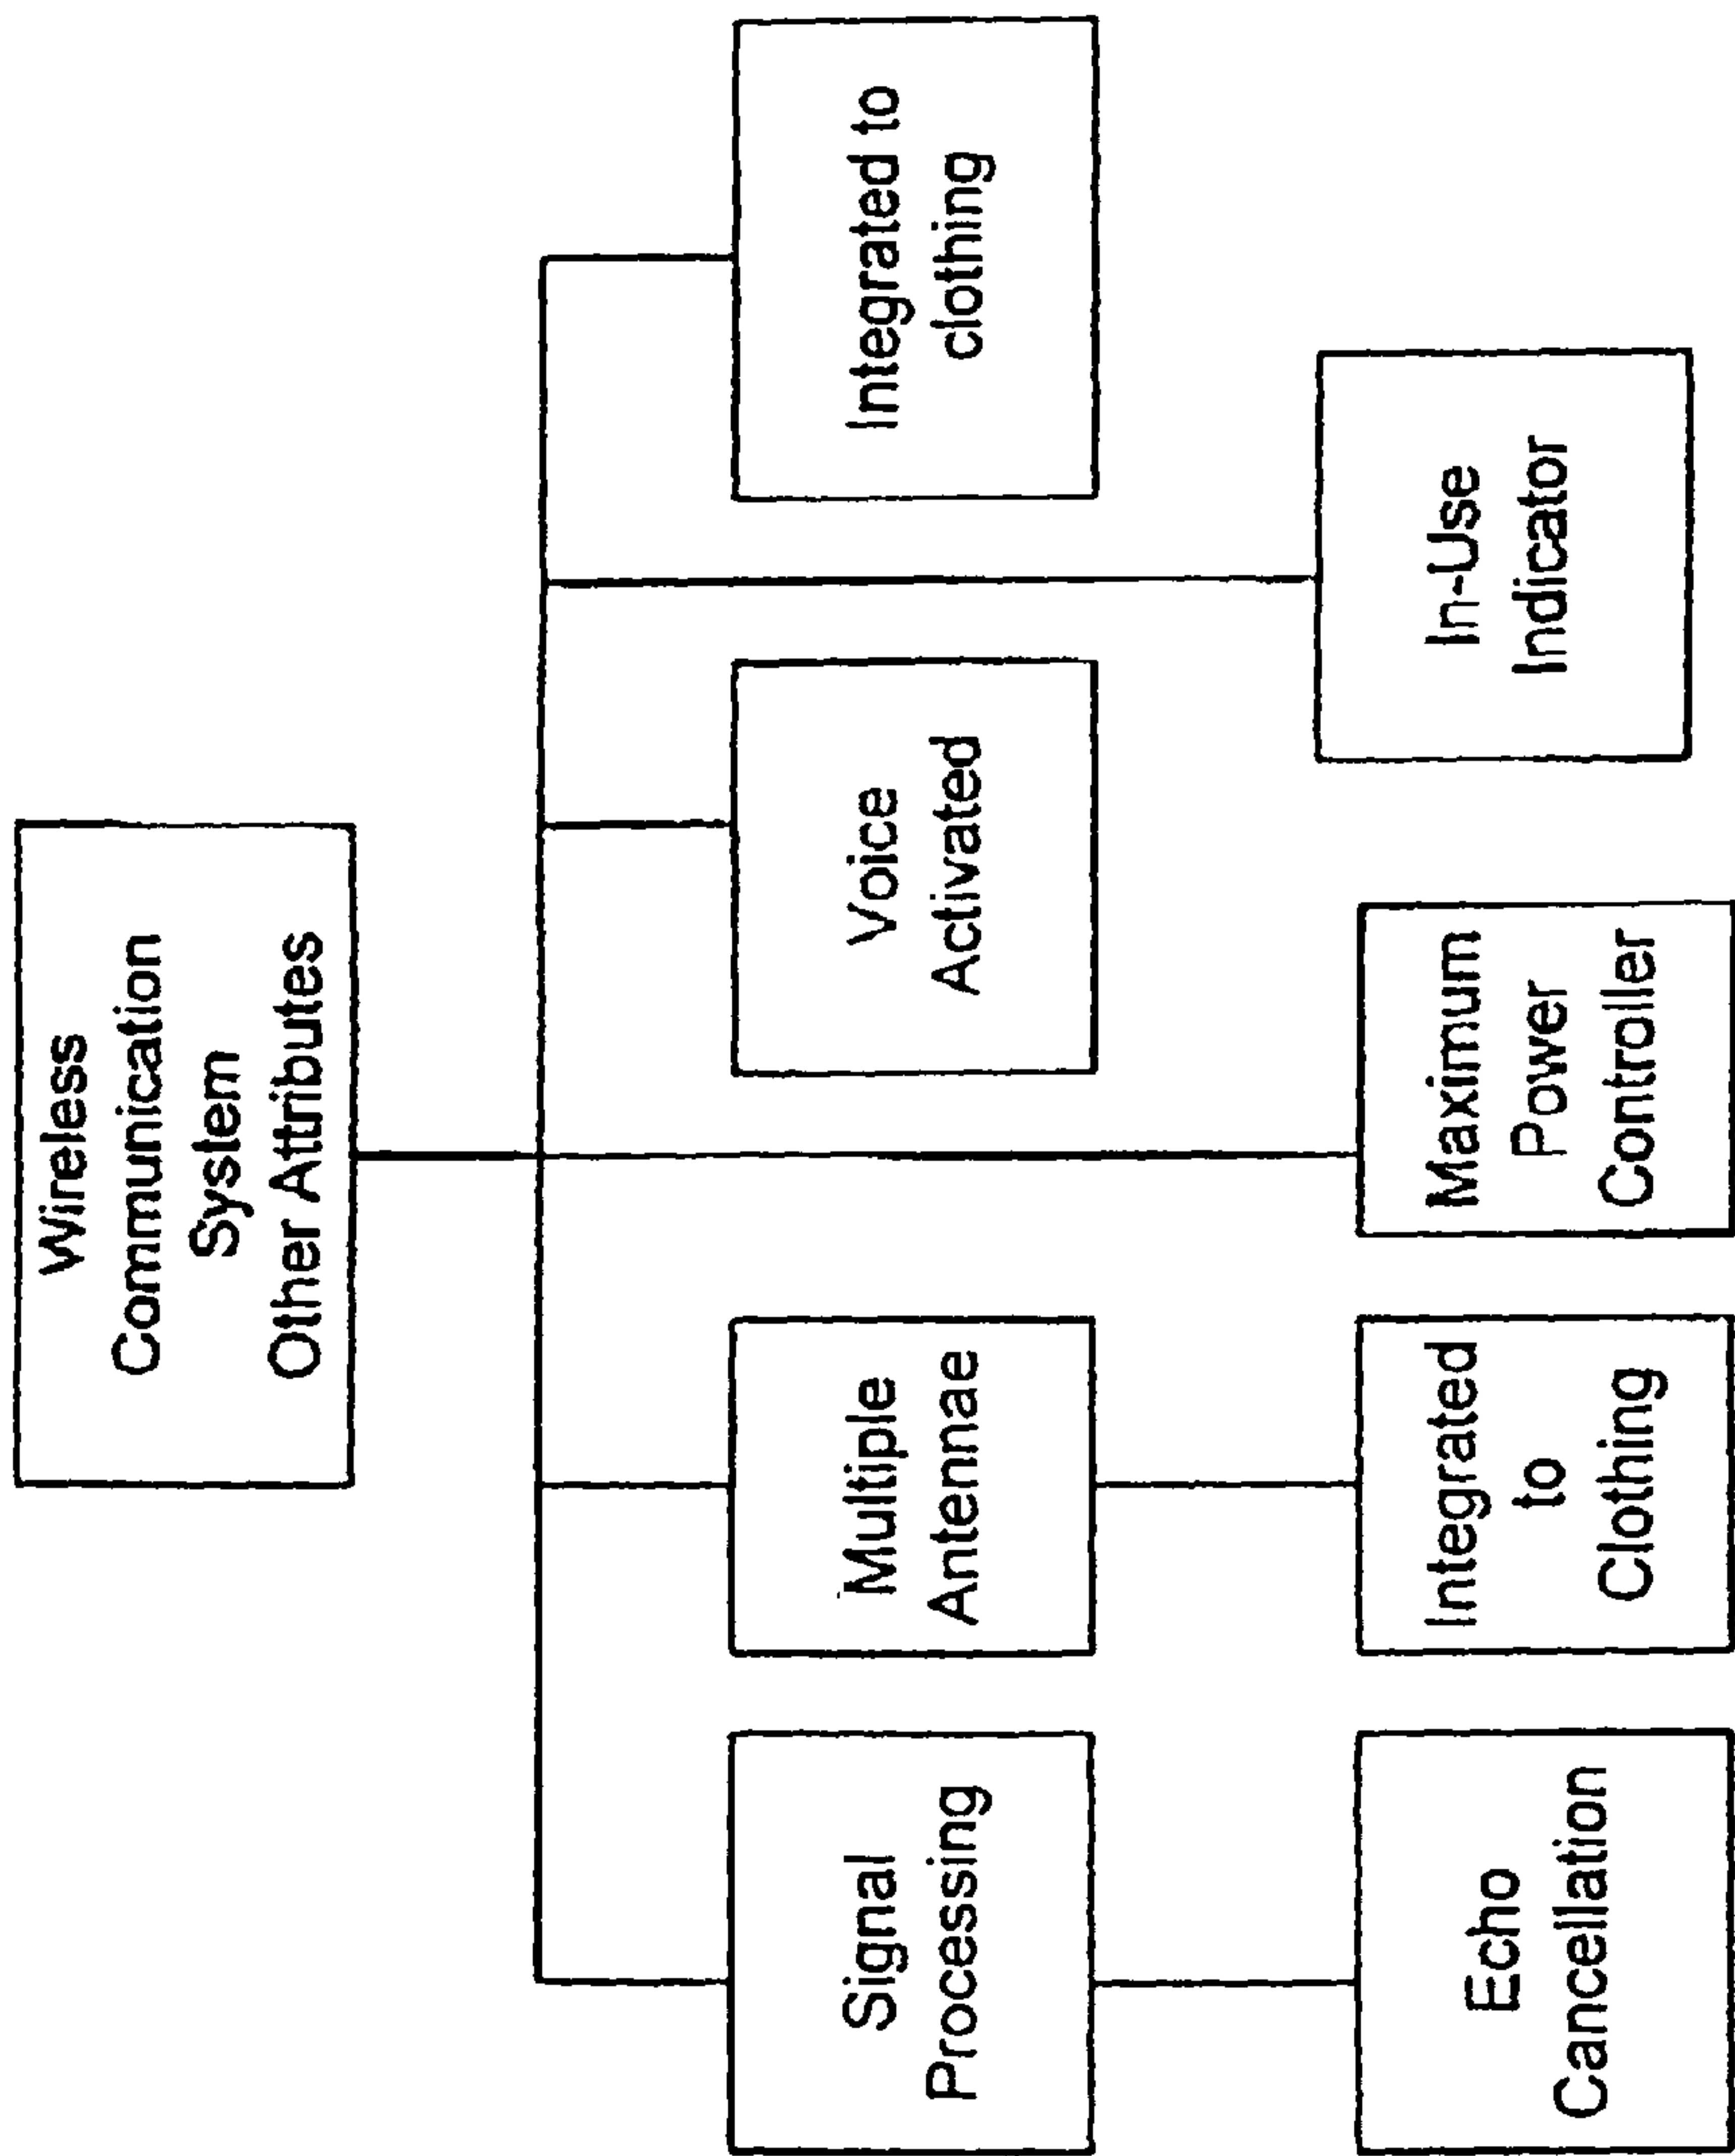 Wireless
Communication
System
Other Attributes
Signal
Processing
Multiple
Antennae
Voice
Activated
Integrated to
clothing
Echo
Cancellation
Integrated
to
Clothing
Maximum
Power
Controller
In-Use
Indicator